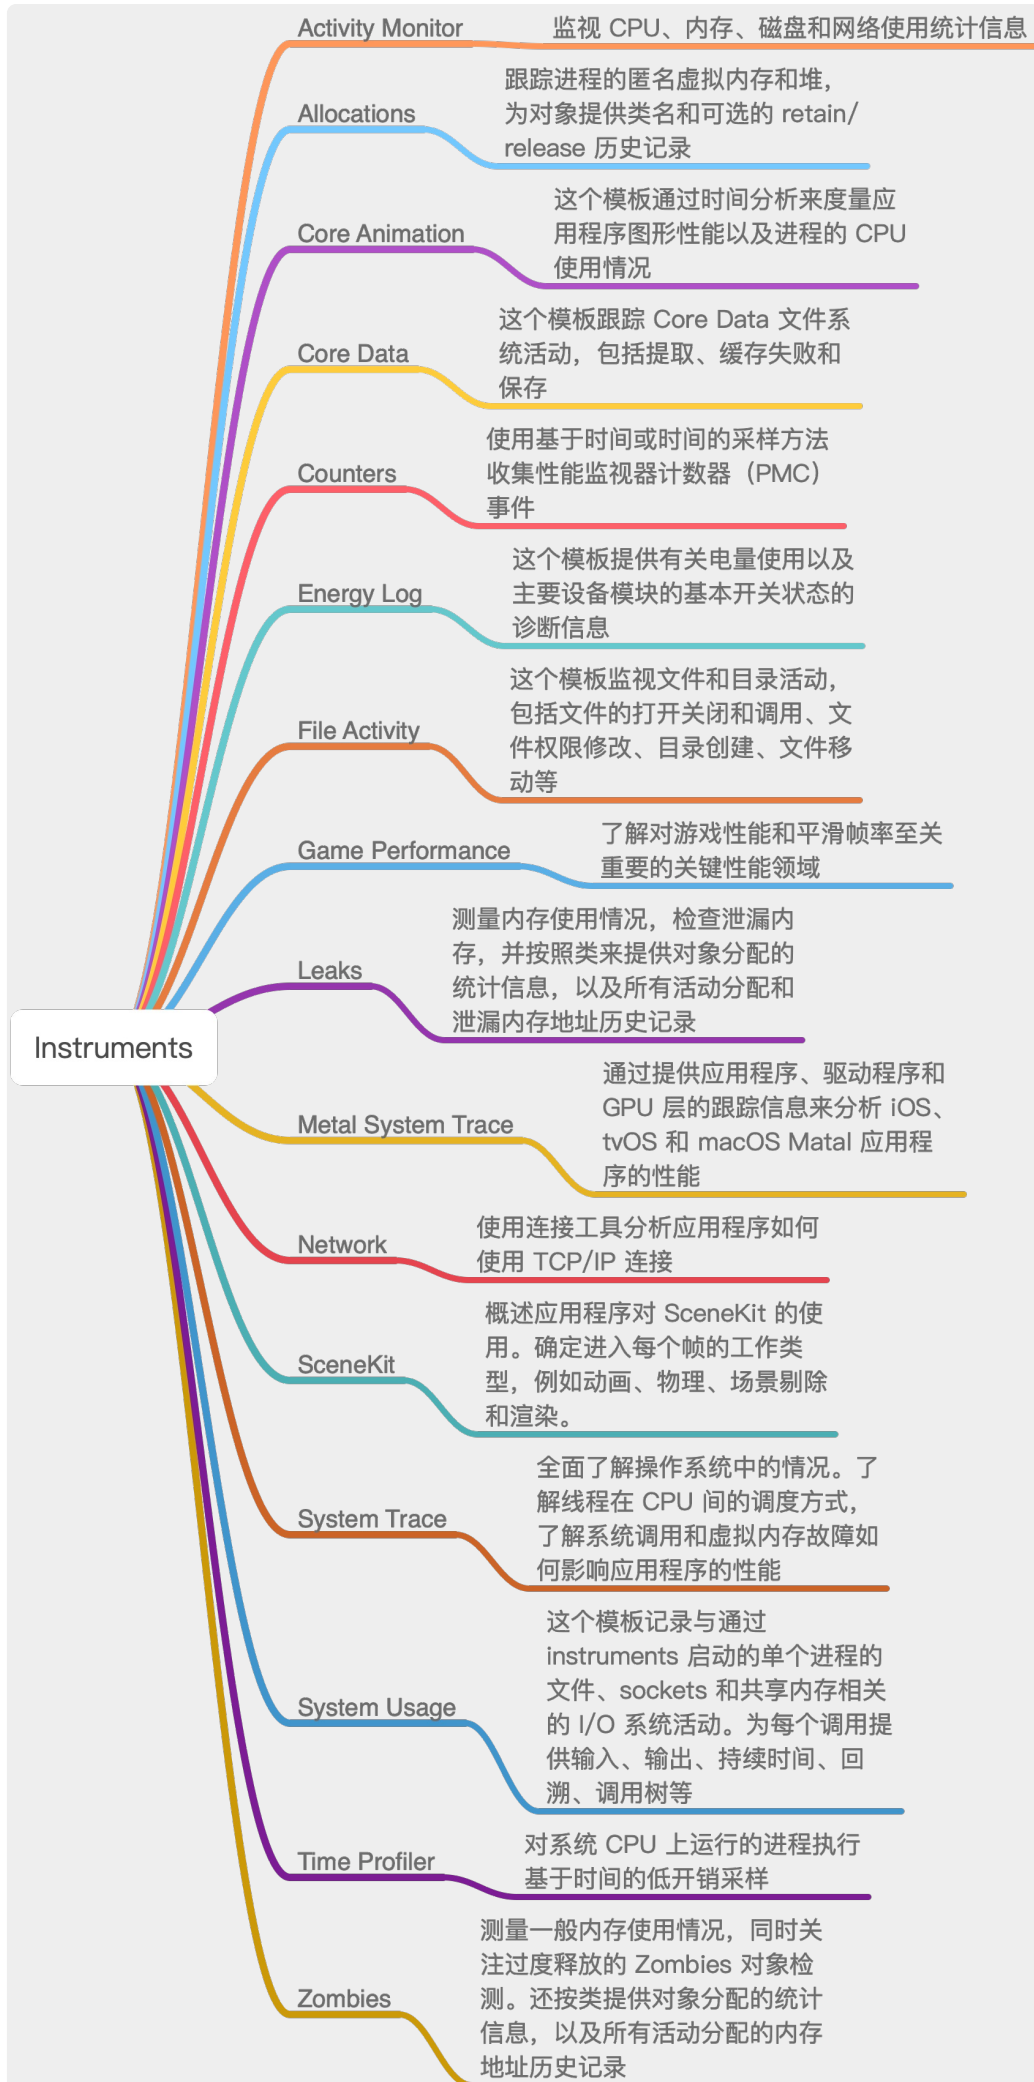 Activity Monitor
监视 CPU、内存、磁盘和网络使用统计信息
Allocations
跟踪进程的匿名虚拟内存和堆，
为对象提供类名和可选的 retain/
release 历史记录
Core Animation
这个模板通过时间分析来度量应
用程序图形性能以及进程的 CPU
使用情况
Core Data
这个模板跟踪 Core Data 文件系
统活动，包括提取、缓存失败和
保存
Counters
使用基于时间或时间的采样方法
收集性能监视器计数器（PMC）
事件
Energy Log
这个模板提供有关电量使用以及
主要设备模块的基本开关状态的
诊断信息
File Activity
这个模板监视文件和目录活动，
包括文件的打开关闭和调用、文
件权限修改、目录创建、文件移
动等
Game Performance
了解对游戏性能和平滑帧率至关
重要的关键性能领域
Leaks
测量内存使用情况，检查泄漏内
存，并按照类来提供对象分配的
统计信息，以及所有活动分配和
泄漏内存地址历史记录
Instruments
Metal System Trace
通过提供应用程序、驱动程序和
GPU 层的跟踪信息来分析 iOS、
tvOS 和 macOS Matal 应用程
序的性能
Network
使用连接工具分析应用程序如何
使用 TCP/IP 连接
SceneKit
概述应用程序对 SceneKit 的使
用。确定进入每个帧的工作类
型，例如动画、物理、场景剔除
和渲染。
System Trace
全面了解操作系统中的情况。了
解线程在 CPU 间的调度方式，
了解系统调用和虚拟内存故障如
何影响应用程序的性能
System Usage
这个模板记录与通过
instruments 启动的单个进程的
文件、sockets 和共享内存相关
的 I/O 系统活动。为每个调用提
供输入、输出、持续时间、回
溯、调用树等
Time Profiler
对系统 CPU 上运行的进程执行
基于时间的低开销采样
Zombies
测量一般内存使用情况，同时关
注过度释放的 Zombies 对象检
测。还按类提供对象分配的统计
信息，以及所有活动分配的内存
地址历史记录